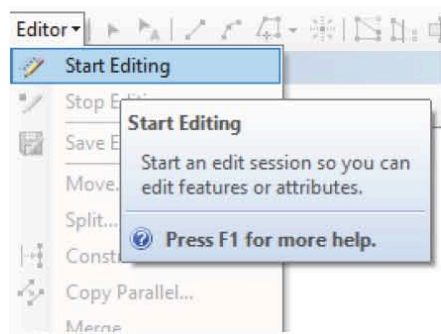 Editor
Start Editing
Stop E
Start Editing
Save E
Start an edit session so you can
Move.
edit features or attributes.
Split...
Press F1 for more help.
Const
Copy Parallel...
Merge